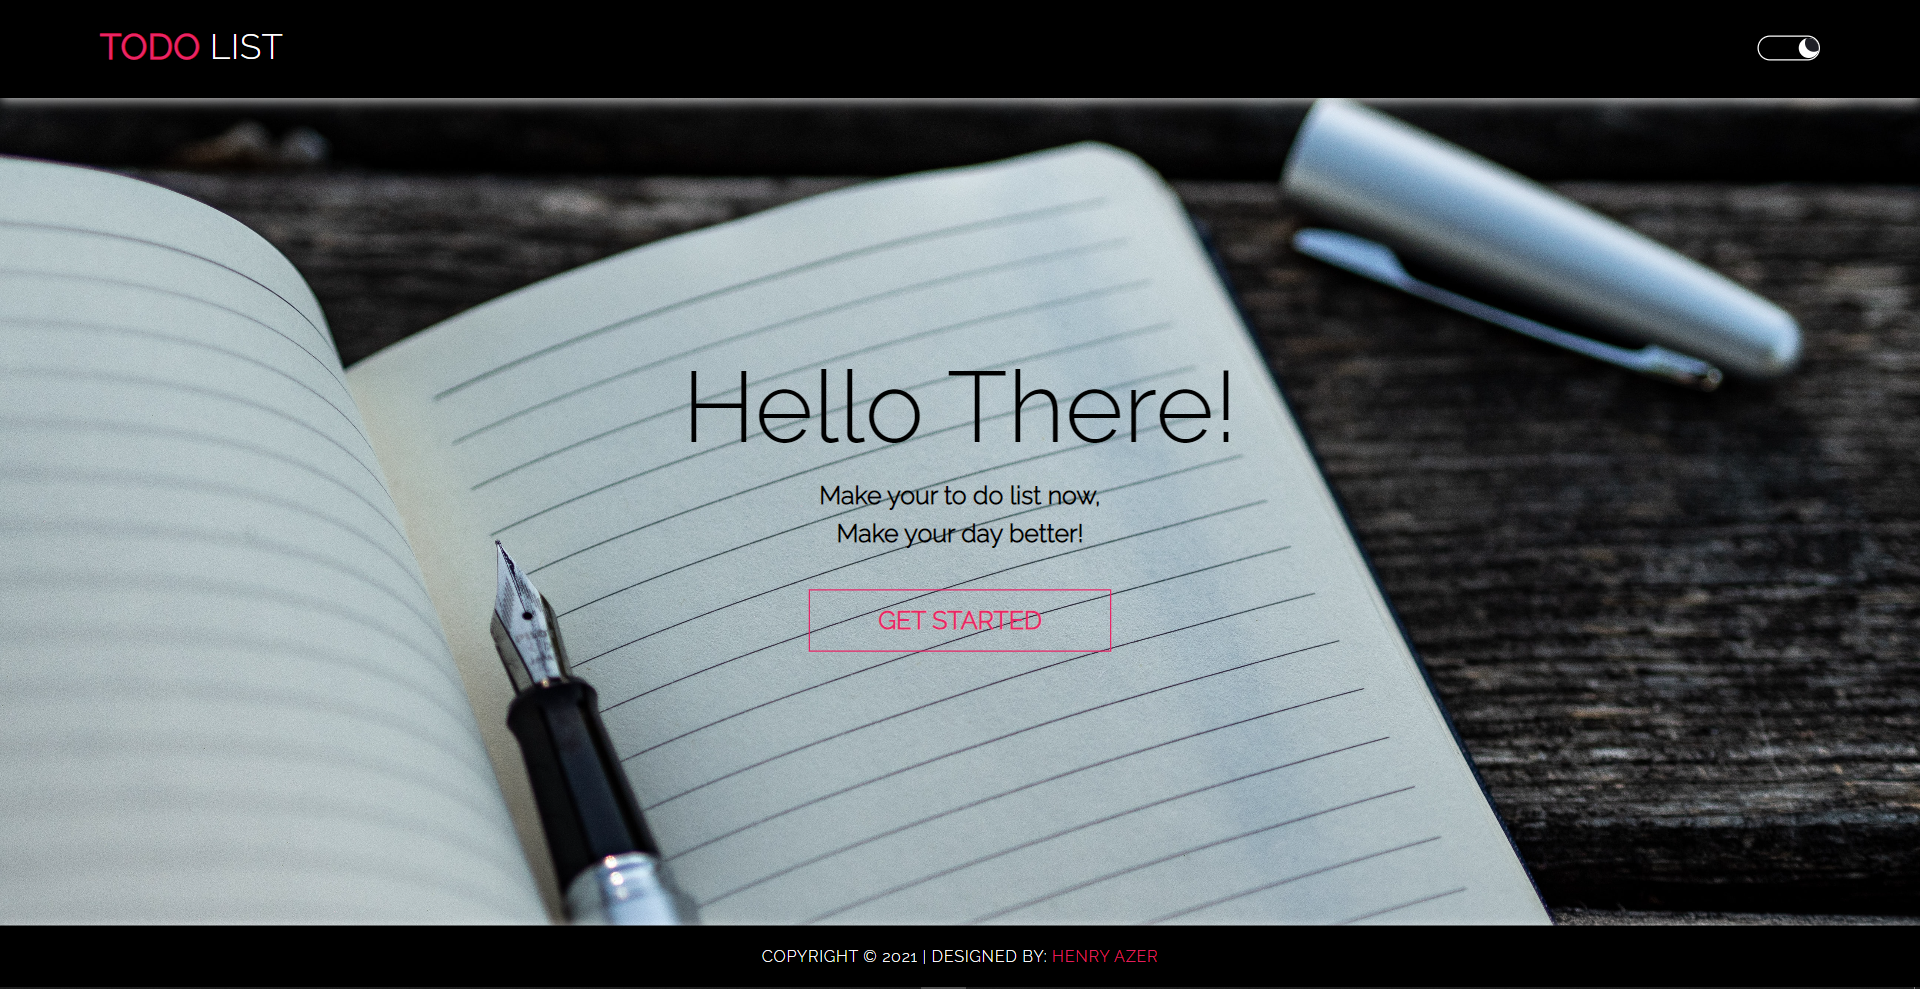 TODO LIST
Hello There!
Make your to do list now,
Make your day better!
GET STARTED
COPYRIGHT © 2021 | DESIGNED BY: HENRY AZER